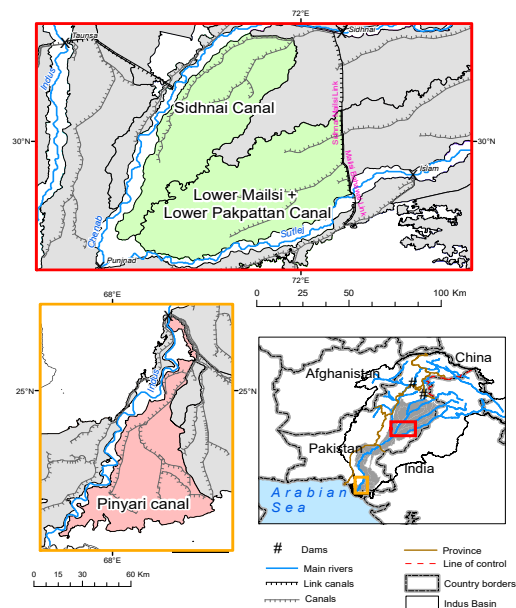 72°E
Taunsa
Sidhnai
Indus
Sidhnai Canal
Sidhnai Mailsi Link
30°N
30°N
Islam
Lower Mailsi +
Lower Pakpattan Canal
Chenab
Sutlej
Punjnad
72°E
0 25 50 100 Km
68°E
Indus
25°N
25°N
Pinyari canal
68°E
0 15 30 60 Km
China
Afghanistan
#
#
Pakistan
India
Arabian
Sea
# Dams
Main rivers
Link canals
Canals
Province
Line of control
Country borders
Indus Basin